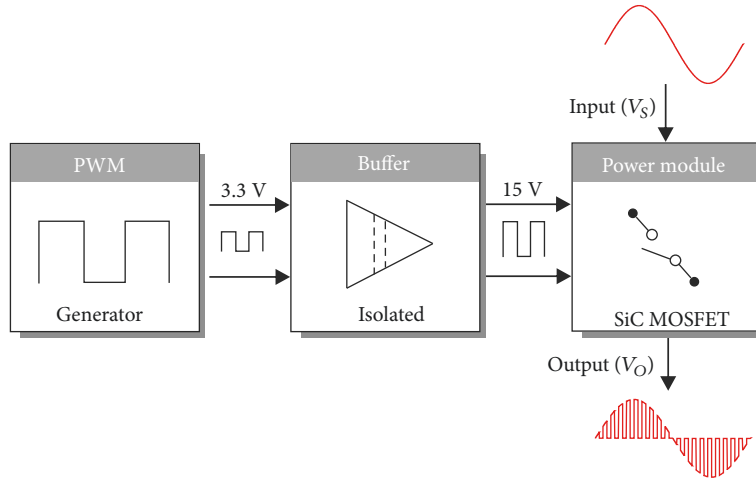 Input (V_S)
PWM
Generator
3.3 V
Buffer
Isolated
15 V
Power module
SiC MOSFET
Output (V_O)